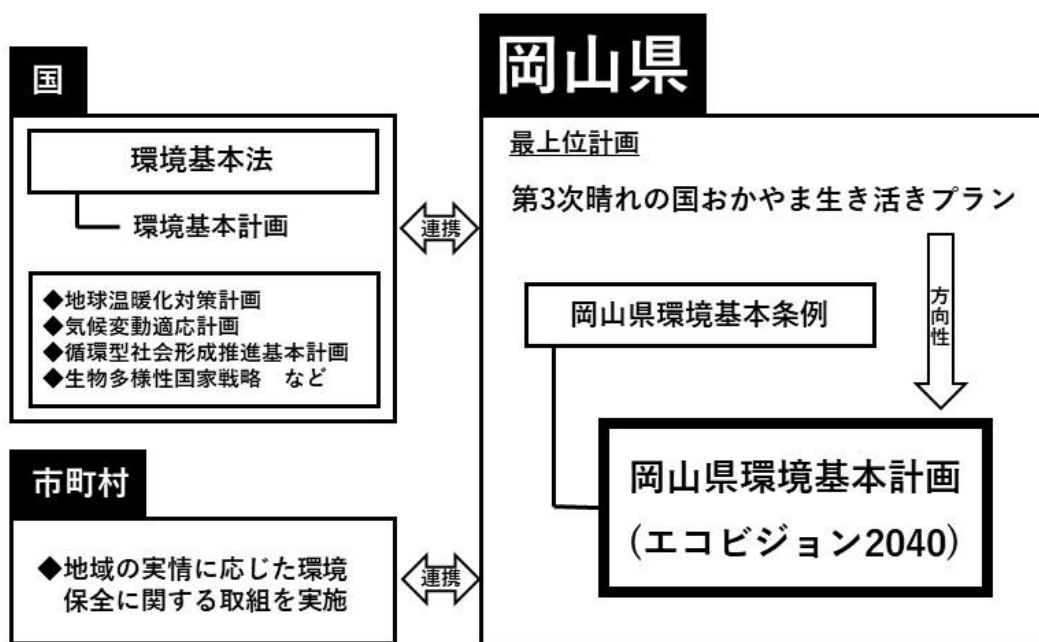 国
環境基本法
環境基本計画
◆地球温暖化対策計画
◆気候変動適応計画
◆循環型社会形成推進基本計画
◆生物多様性国家戦略　など
市町村
◆地域の実情に応じた環境
保全に関する取組を実施
連携
連携
岡山県
最上位計画
第3次晴れの国おかやま生き活きプラン
方向性
岡山県環境基本条例
岡山県環境基本計画
(エコビジョン2040)